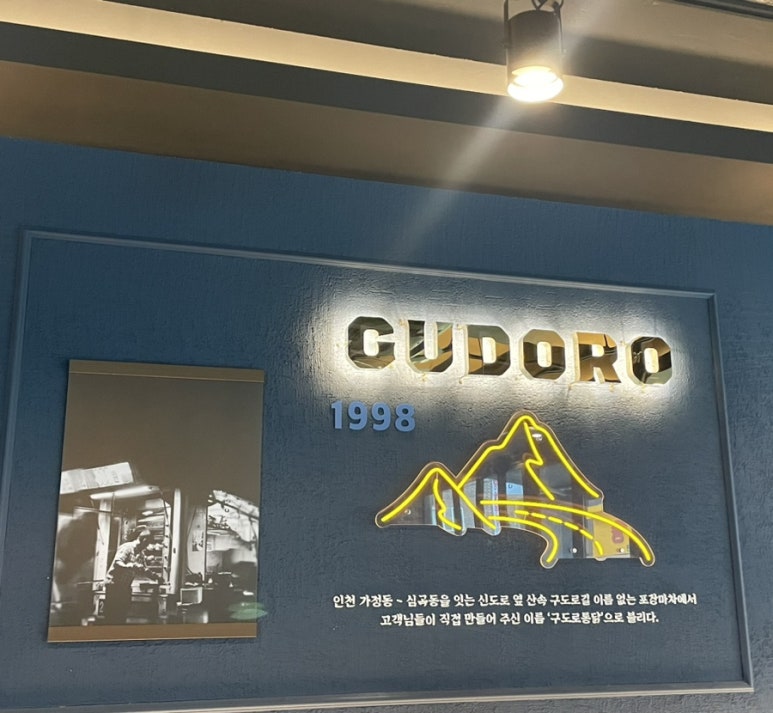 GUDORO
1998
인천 가정동 - 심곡동을 잇는 신도로 옆 산속 구도로길 이름 없는 포장마차에서
고객님들이 직접 만들어 주신 이름 '구도로통닭'으로 불리다.